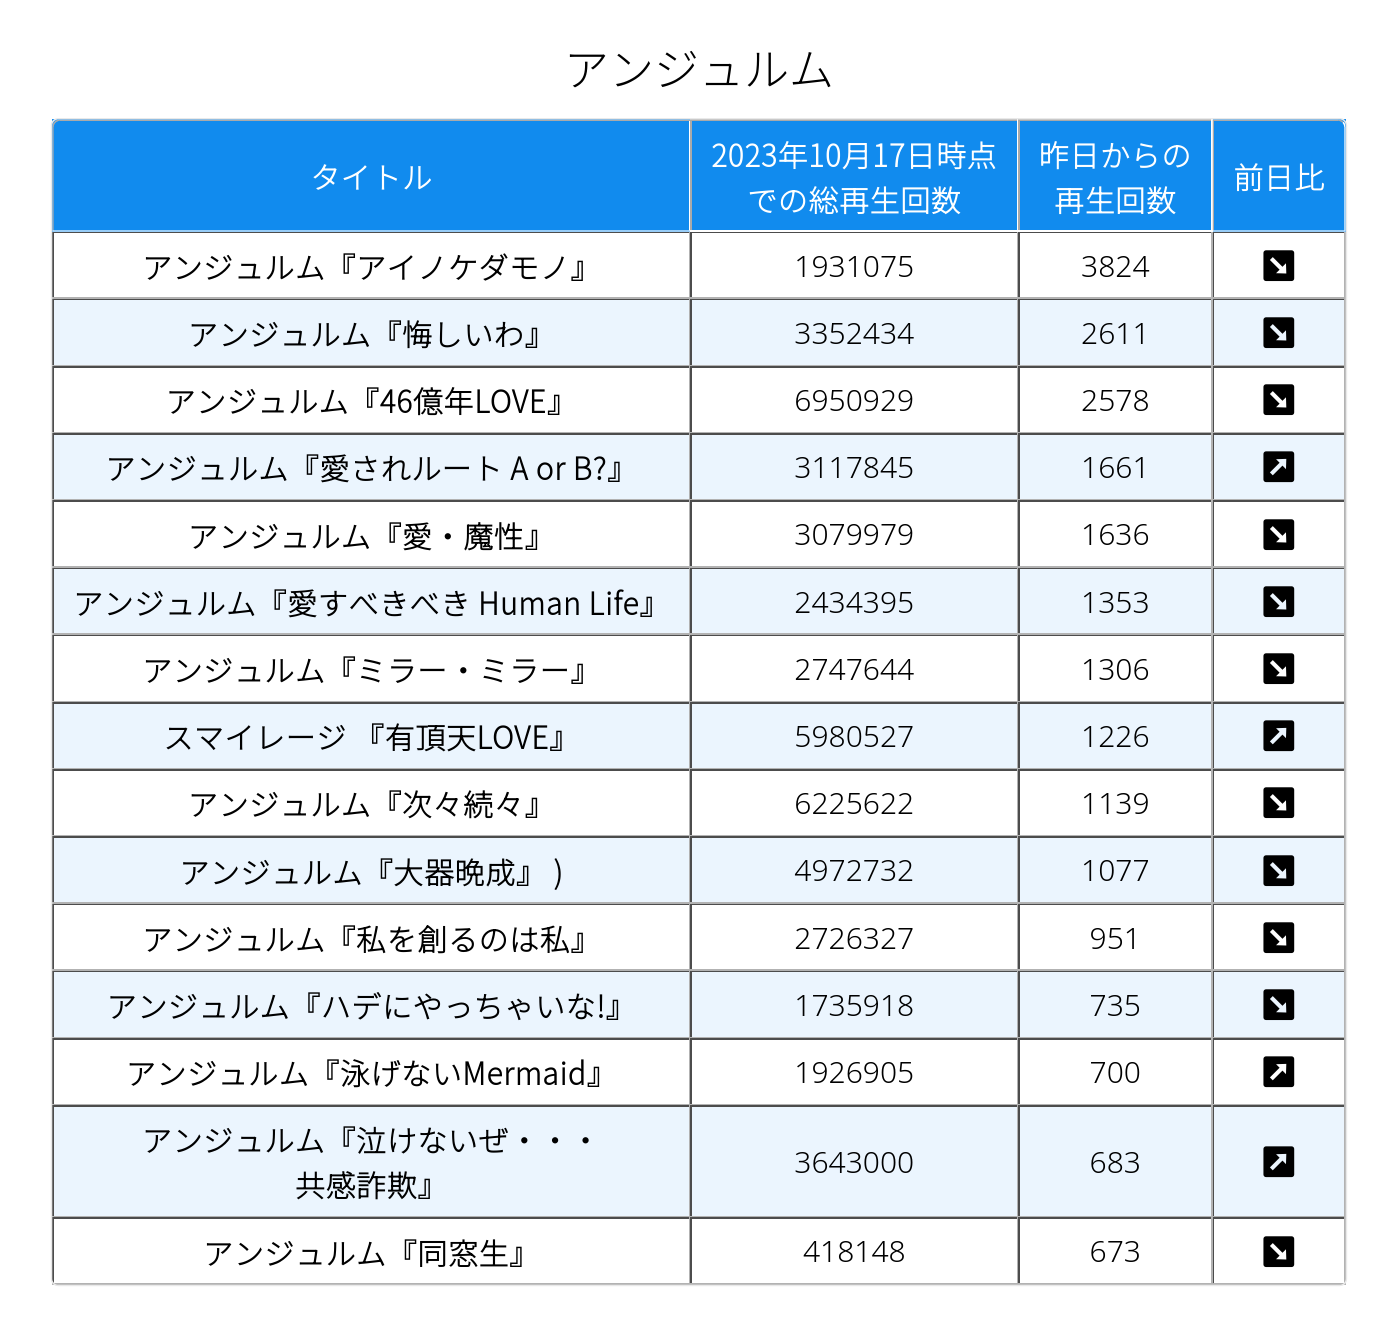 アンジュルム
タイトル
2023年10月17日時点
での総再生回数
昨日からの
再生回数
前日比
アンジュルム『アイノケダモノ』 1931075 3824 ↘
アンジュルム『悔しいわ』 3352434 2611 ↘
アンジュルム『46億年LOVE』 6950929 2578 ↘
アンジュルム『愛されルート A or B?』 3117845 1661 ↗
アンジュルム『愛・魔性』 3079979 1636 ↘
アンジュルム『愛すべきべき Human Life』 2434395 1353 ↘
アンジュルム『ミラー・ミラー』 2747644 1306 ↘
スマイレージ 『有頂天LOVE』 5980527 1226 ↗
アンジュルム『次々続々』 6225622 1139 ↘
アンジュルム『大器晩成』 ) 4972732 1077 ↘
アンジュルム『私を創るのは私』 2726327 951 ↘
アンジュルム『ハデにやっちゃいな!』 1735918 735 ↘
アンジュルム『泳げないMermaid』 1926905 700 ↗
アンジュルム『泣けないぜ・・・
共感詐欺』 3643000 683 ↗
アンジュルム『同窓生』 418148 673 ↘